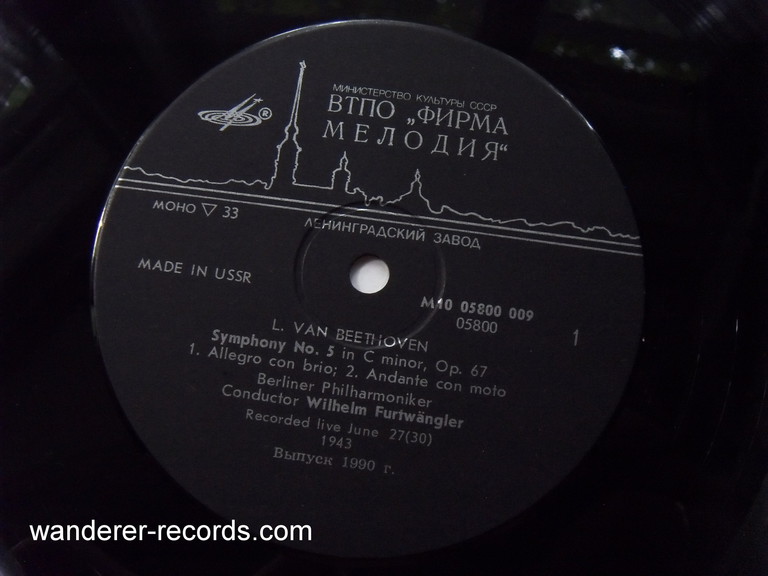 МИНИСТЕРСТВО КУЛЬТУРЫ СССР
ВТПО „ФИРМА
МЕЛОДИЯ“
®
МОНО ▽ 33
ЛЕНИНГРАДСКИЙ ЗАВОД
MADE IN USSR
М10 05800 009
05800
1
L. VAN BEETHOVEN
Symphony No. 5 in C minor, Op. 67
1. Allegro con brio; 2. Andante con moto
Berliner Philharmoniker
Conductor Wilhelm Furtwängler
Recorded live June 27(30)
1943
Выпуск 1990 г.
wanderer-records.com